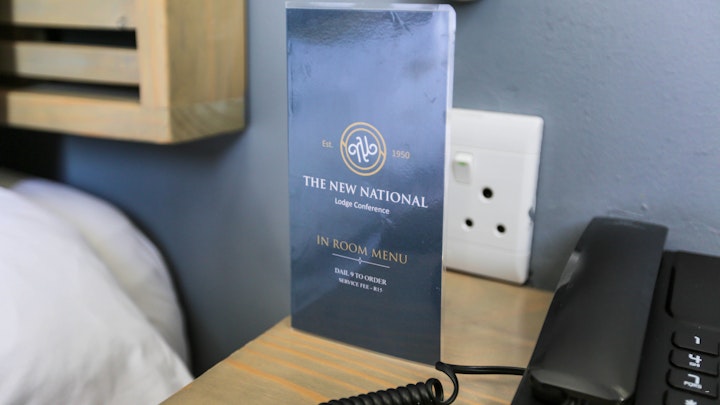 Est. 1950
THE NEW NATIONAL
Lodge Conference
IN ROOM MENU
DAIL 9 TO ORDER
SERVICE FEE - R15